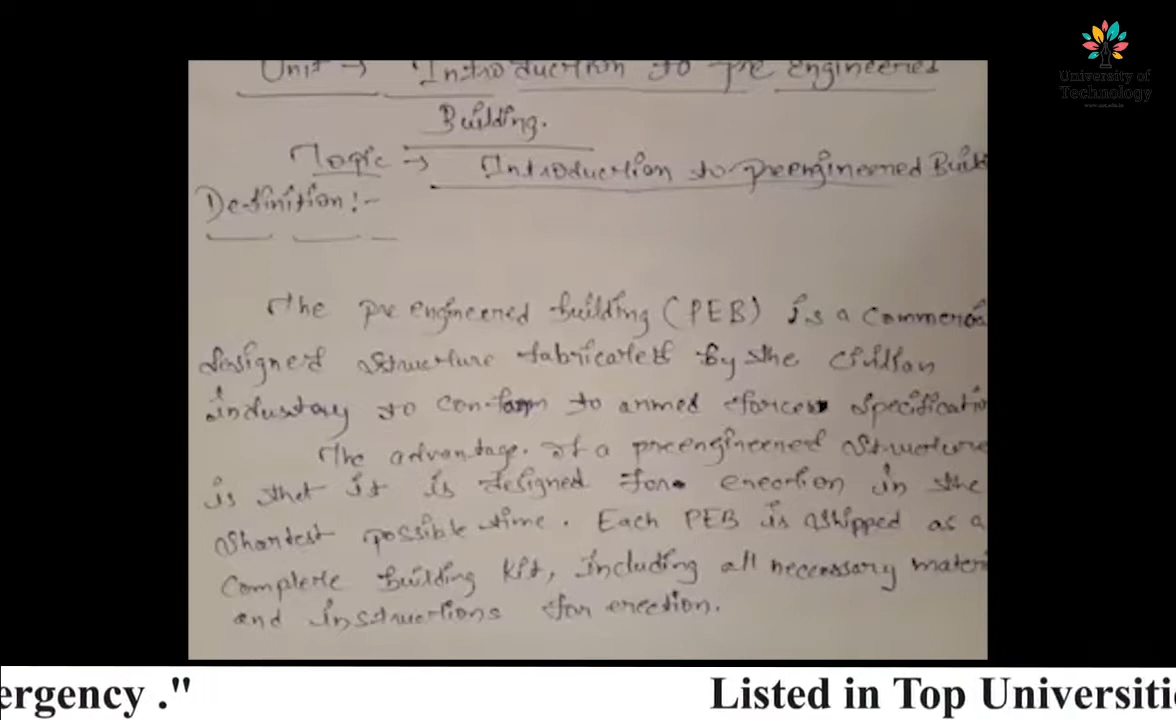 Unit → Introduction to pre engineered
Building.
Topic → Introduction to preengineered Buil
Definition:-
The pre engineered building (PEB) is a commercia
designed structure fabricated by the civilian
industry to conform to armed forces specificatio
The advantage of a preengineered structure
is that it is designed for erection in the
shortest possible time. Each PEB is shipped as a
complete building kit, including all necessary materi
and instructions for erection.
University of
Technology
ergency ."
Listed in Top Universiti